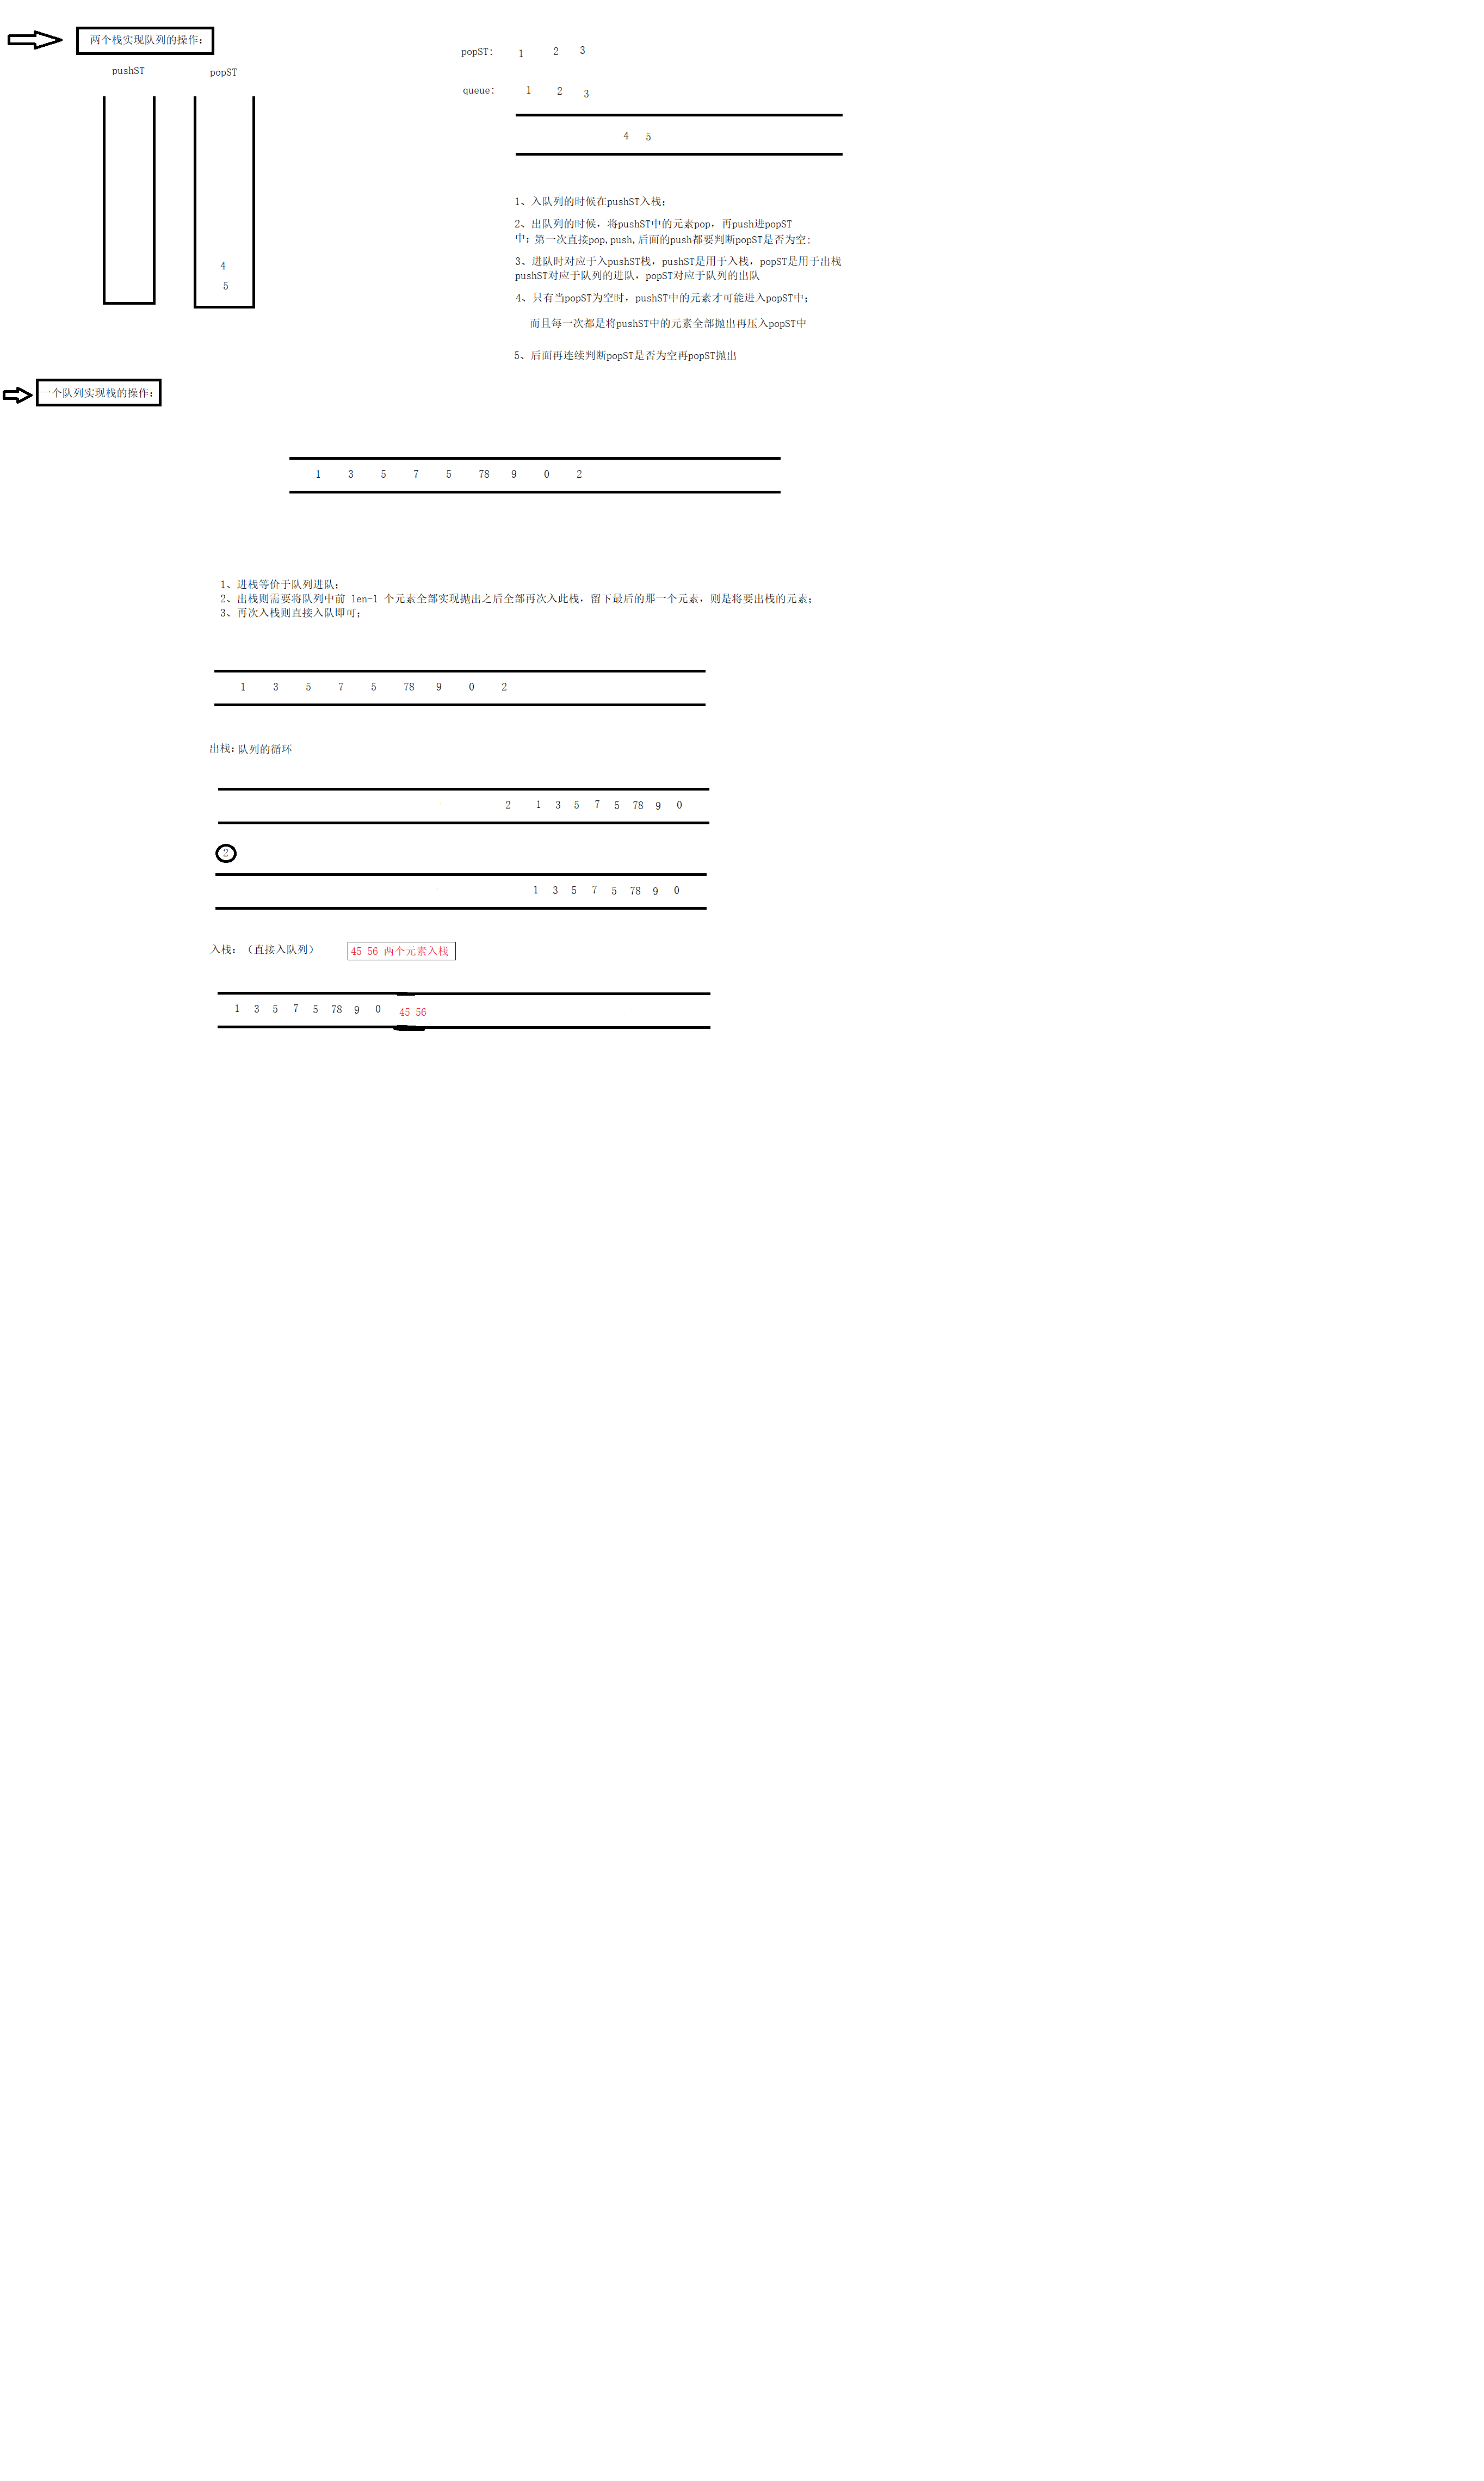 两个栈实现队列的操作：
pushST popST
4
5
popST: 1 2 3
queue: 1 2 3
4 5
1、入队列的时候在pushST入栈；
2、出队列的时候，将pushST中的元素pop，再push进popST
中：第一次直接pop,push,后面的push都要判断popST是否为空;
3、进队时对应于入pushST栈，pushST是用于入栈，popST是用于出栈
pushST对应于队列的进队，popST对应于队列的出队
4、只有当popST为空时，pushST中的元素才可能进入popST中；
而且每一次都是将pushST中的元素全部抛出再压入popST中
5、后面再连续判断popST是否为空再popST抛出
一个队列实现栈的操作：
1 3 5 7 5 78 9 0 2
1、进栈等价于队列进队；
2、出栈则需要将队列中前 len-1 个元素全部实现抛出之后全部再次入此栈，留下最后的那一个元素，则是将要出栈的元素；
3、再次入栈则直接入队即可；
1 3 5 7 5 78 9 0 2
出栈：队列的循环
2 1 3 5 7 5 78 9 0
2
1 3 5 7 5 78 9 0
入栈：（直接入队列） 45 56 两个元素入栈
1 3 5 7 5 78 9 0 45 56